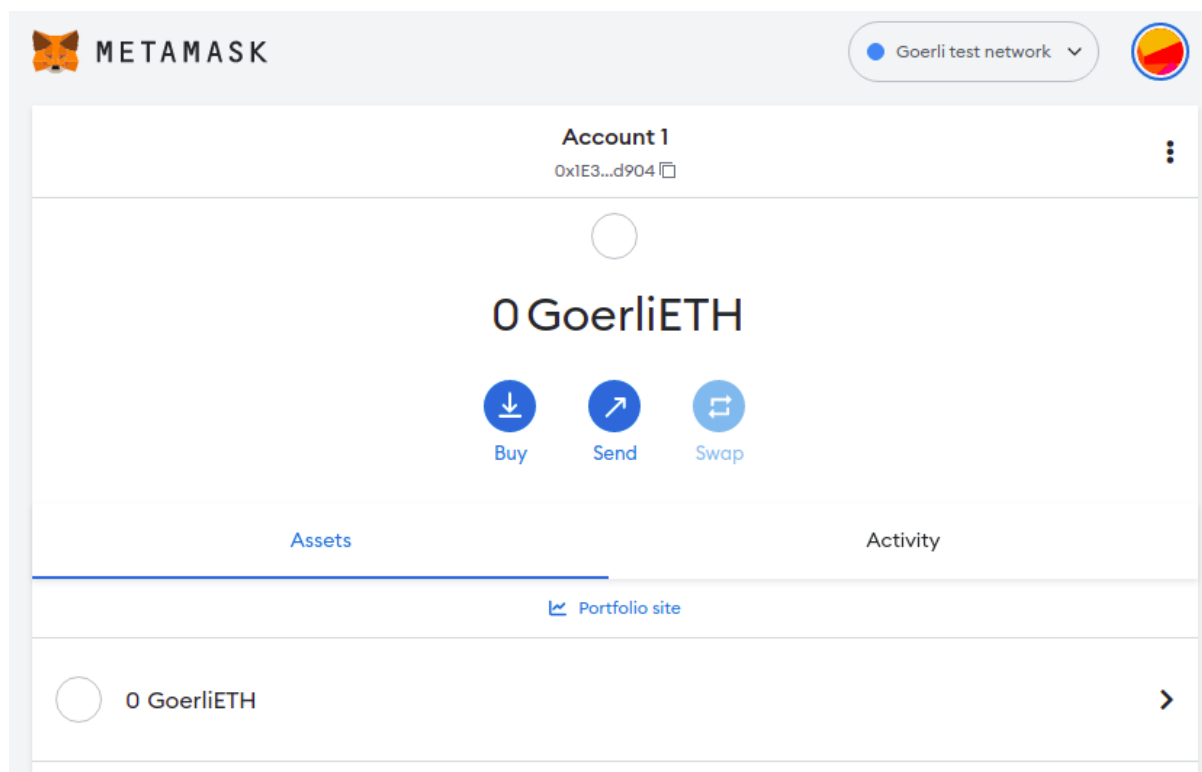 METAMASK
Goerli test network
Account 1
0x1E3...d904
0 GoerliETH
Buy Send Swap
Assets Activity
Portfolio site
0 GoerliETH